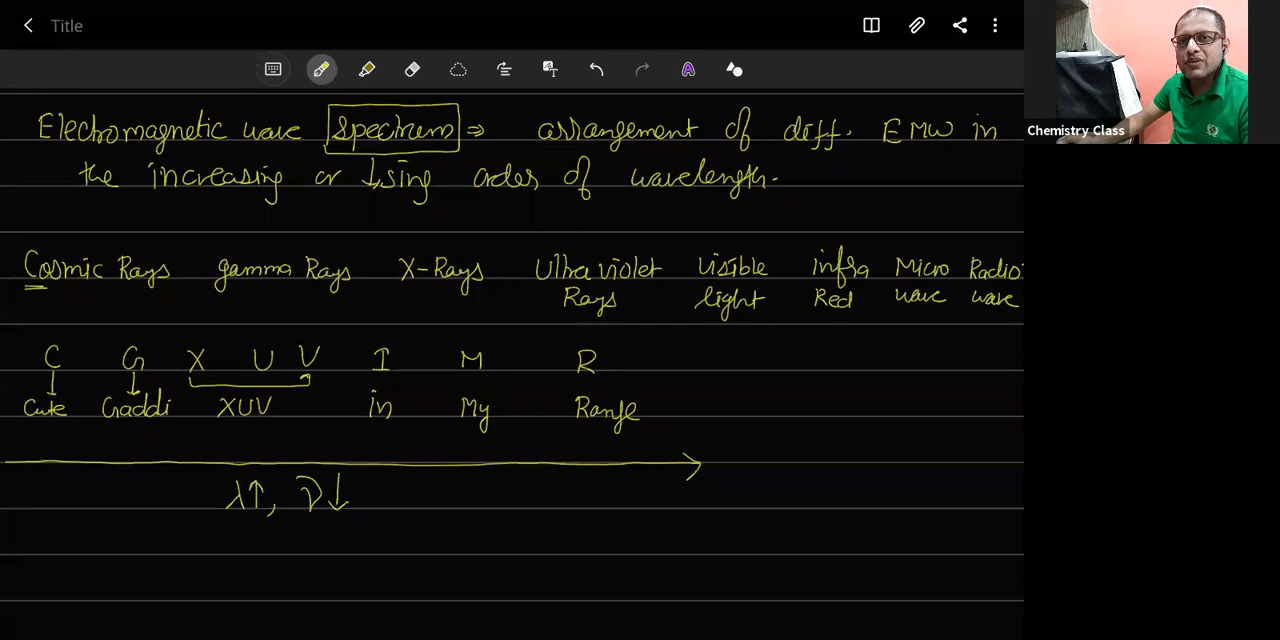 Title
Electromagnetic wave spectrum ⇒ arrangement of diff. EMW in
the increasing or ↓sing order of wavelength.
Chemistry Class
Cosmic Rays gamma Rays X-Rays Ultraviolet Visible infra Micro Radio
Rays light Red wave wave
C G X U V I M R
↓ ↓
Cute Gaddi XUV in My Range
λ↑, ν↓